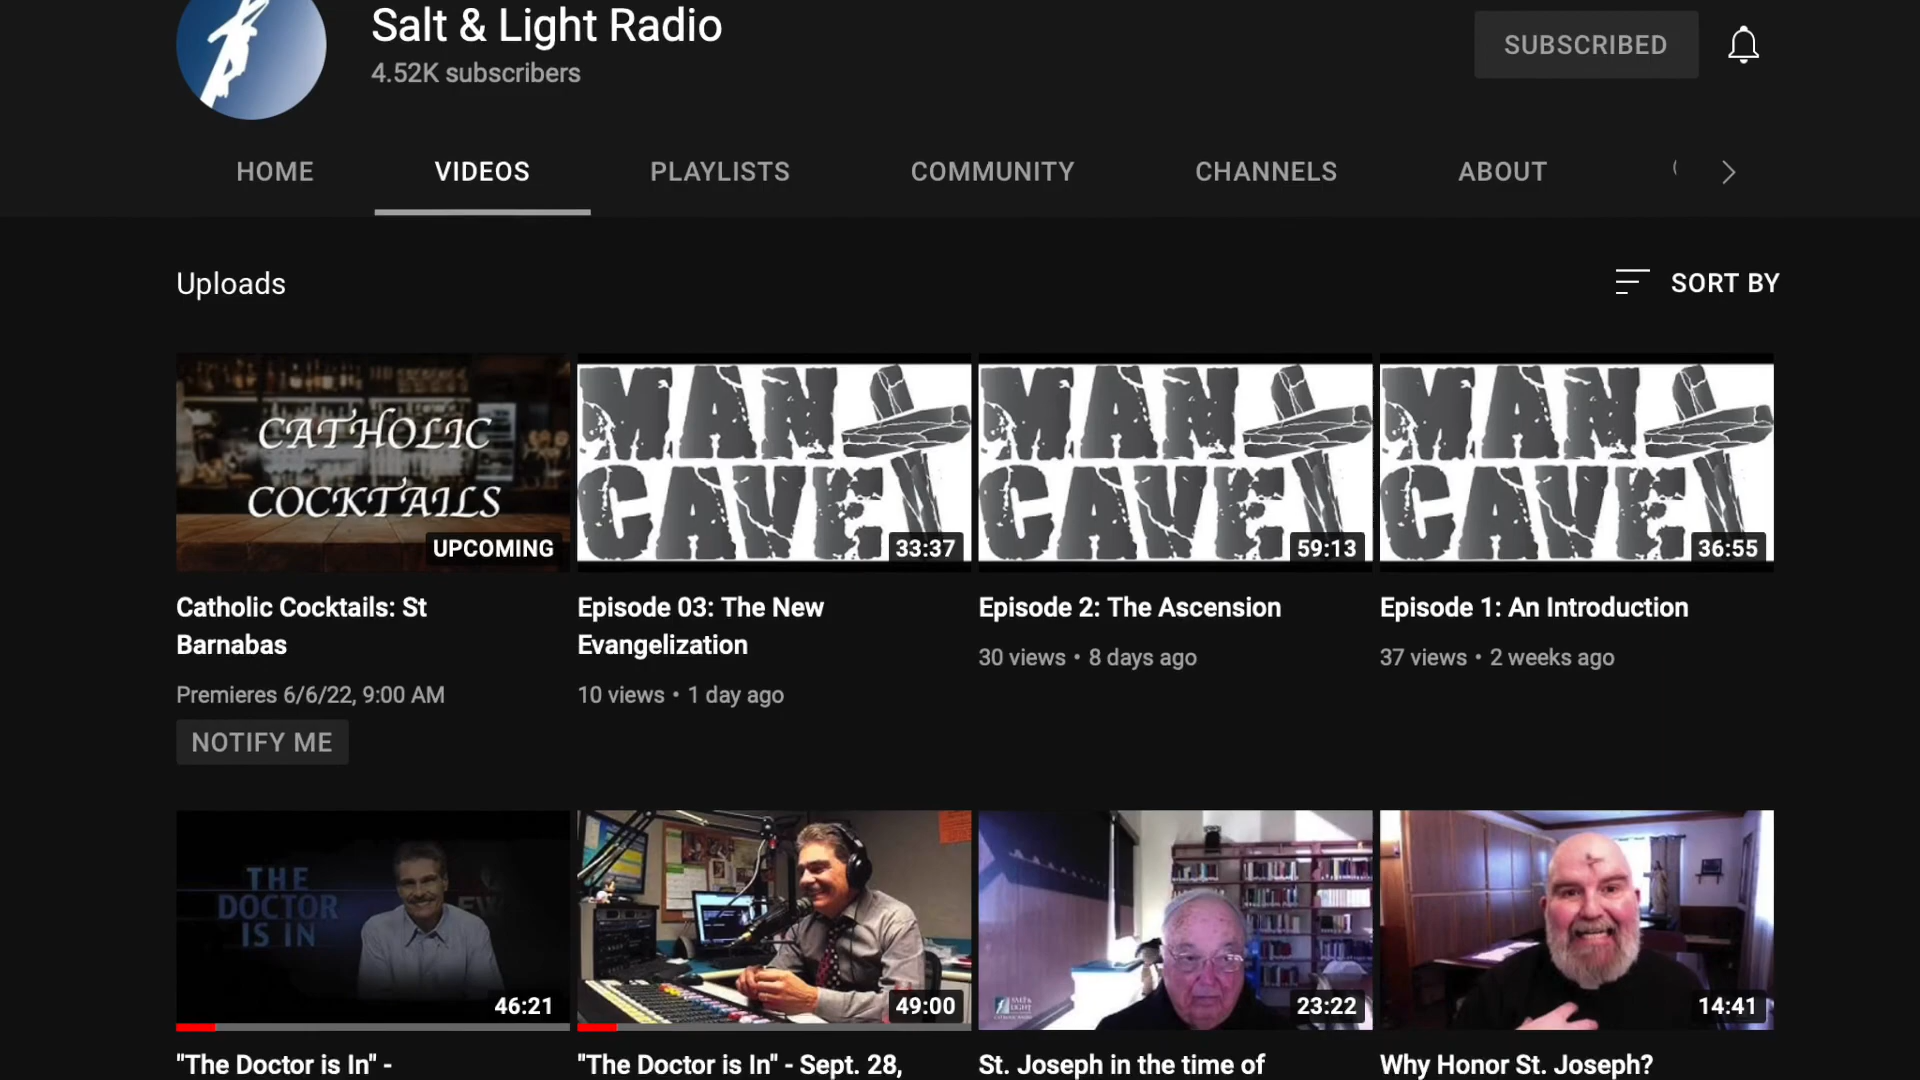 Salt & Light Radio
4.52K subscribers
SUBSCRIBED
HOME
VIDEOS
PLAYLISTS
COMMUNITY
CHANNELS
ABOUT
Uploads
SORT BY
CATHOLIC
COCKTAILS
UPCOMING
MAN
CAVE
33:37
MAN
CAVE
59:13
MAN
CAVE
36:55
Catholic Cocktails: St
Barnabas
Premieres 6/6/22, 9:00 AM
NOTIFY ME
Episode 03: The New
Evangelization
10 views • 1 day ago
Episode 2: The Ascension
30 views • 8 days ago
Episode 1: An Introduction
37 views • 2 weeks ago
THE
DOCTOR
IS IN
46:21
49:00
SALT &
LIGHT
23:22
14:41
"The Doctor is In" -
"The Doctor is In" - Sept. 28,
St. Joseph in the time of
Why Honor St. Joseph?